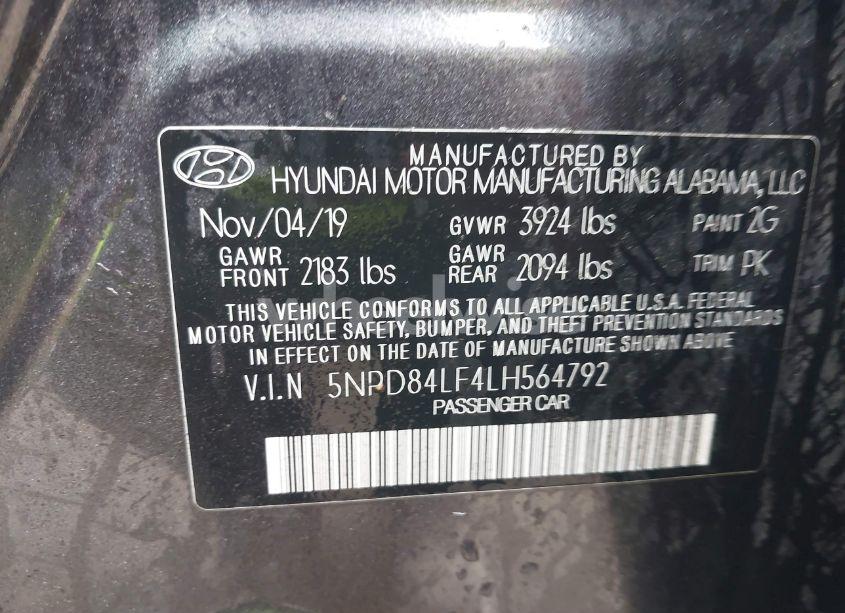 MANUFACTURED BY
HYUNDAI MOTOR MANUFACTURING ALABAMA, LLC
Nov/04/19 GVWR 3924 lbs PAINT 2G
GAWR FRONT 2183 lbs GAWR REAR 2094 lbs TRIM PK
THIS VEHICLE CONFORMS TO ALL APPLICABLE U.S.A. FEDERAL
MOTOR VEHICLE SAFETY, BUMPER, AND THEFT PREVENTION STANDARDS
IN EFFECT ON THE DATE OF MANUFACTURE SHOWN ABOVE
V.I.N 5NPD84LF4LH564792
PASSENGER CAR